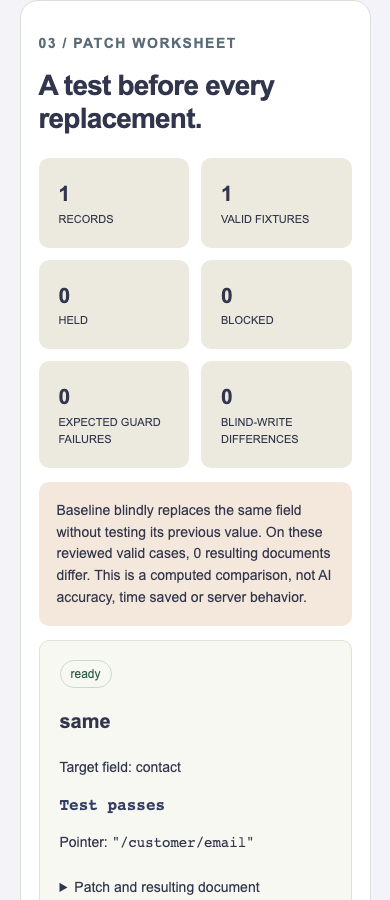 03 / PATCH WORKSHEET
A test before every
replacement.
1
RECORDS
1
VALID FIXTURES
0
HELD
0
BLOCKED
0
EXPECTED GUARD
FAILURES
0
BLIND-WRITE
DIFFERENCES
Baseline blindly replaces the same field
without testing its previous value. On these
reviewed valid cases, 0 resulting documents
differ. This is a computed comparison, not AI
accuracy, time saved or server behavior.
ready
same
Target field: contact
Test passes
Pointer: "/customer/email"
▶ Patch and resulting document